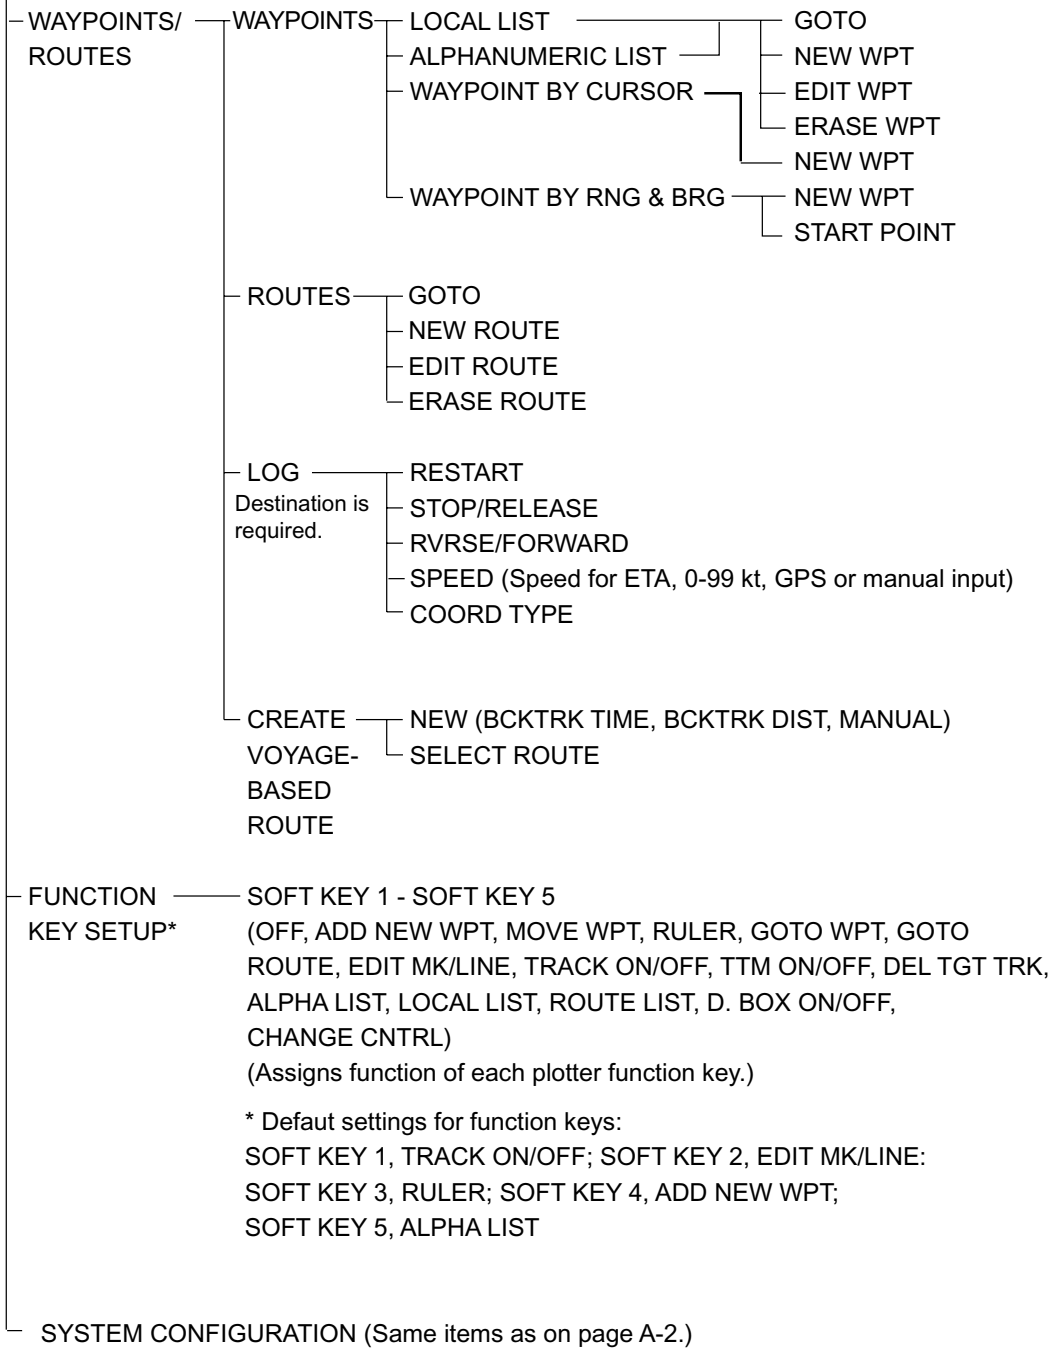 WAYPOINTS/ WAYPOINTS LOCAL LIST GOTO
ROUTES ALPHANUMERIC LIST NEW WPT
WAYPOINT BY CURSOR EDIT WPT
ERASE WPT
NEW WPT
WAYPOINT BY RNG & BRG NEW WPT
START POINT
ROUTES GOTO
NEW ROUTE
EDIT ROUTE
ERASE ROUTE
LOG RESTART
Destination is STOP/RELEASE
required. RVRSE/FORWARD
SPEED (Speed for ETA, 0-99 kt, GPS or manual input)
COORD TYPE
CREATE NEW (BCKTRK TIME, BCKTRK DIST, MANUAL)
VOYAGE- SELECT ROUTE
BASED
ROUTE
FUNCTION SOFT KEY 1 - SOFT KEY 5
KEY SETUP* (OFF, ADD NEW WPT, MOVE WPT, RULER, GOTO WPT, GOTO
ROUTE, EDIT MK/LINE, TRACK ON/OFF, TTM ON/OFF, DEL TGT TRK,
ALPHA LIST, LOCAL LIST, ROUTE LIST, D. BOX ON/OFF,
CHANGE CNTRL)
(Assigns function of each plotter function key.)
* Defaut settings for function keys:
SOFT KEY 1, TRACK ON/OFF; SOFT KEY 2, EDIT MK/LINE:
SOFT KEY 3, RULER; SOFT KEY 4, ADD NEW WPT;
SOFT KEY 5, ALPHA LIST
SYSTEM CONFIGURATION (Same items as on page A-2.)